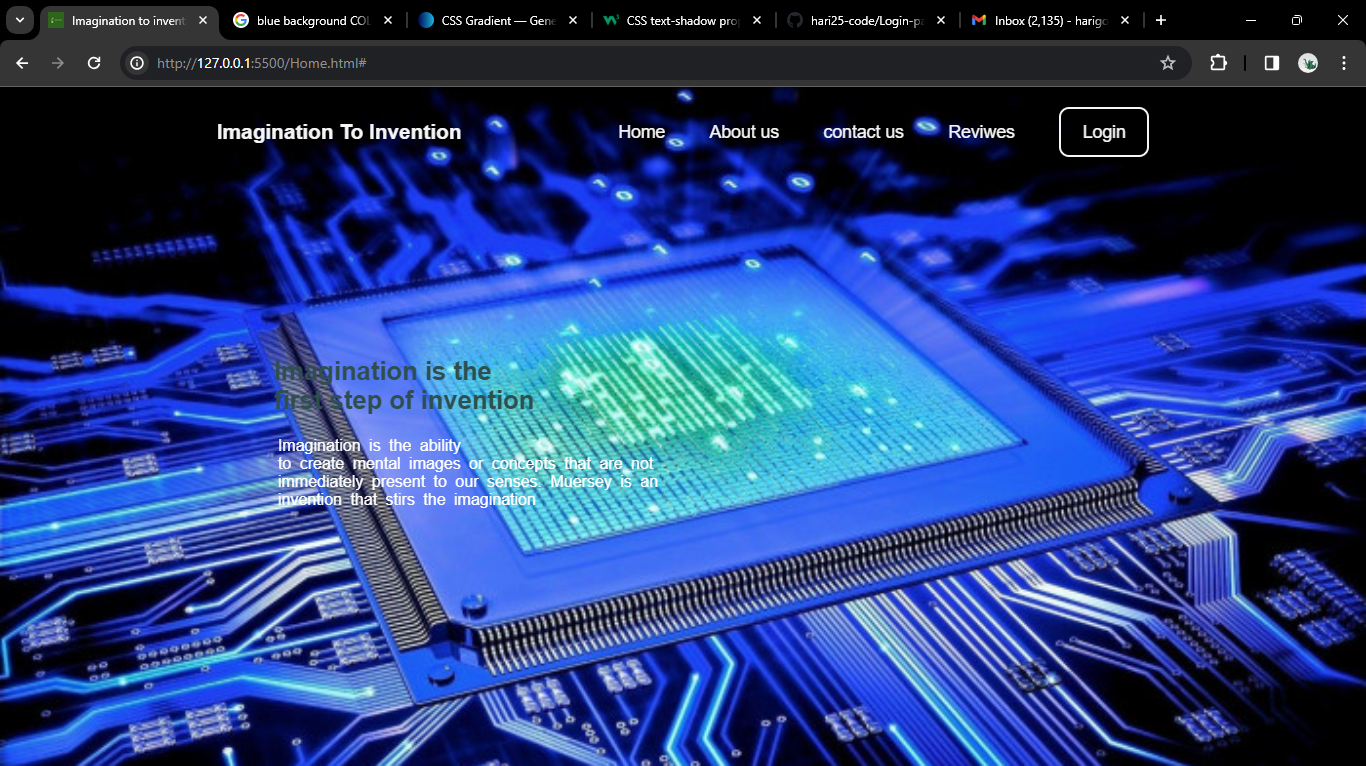 Imagination to invent
blue background COL
CSS Gradient — Gene
CSS text-shadow pro
hari25-code/Login-pa
Inbox (2,135) - harigo
http://127.0.0.1:5500/Home.html#
Imagination To Invention
Home
About us
contact us
Reviwes
Login
Imagination is the
first step of invention
Imagination is the ability
to create mental images or concepts that are not
immediately present to our senses. Muersey is an
invention that stirs the imagination